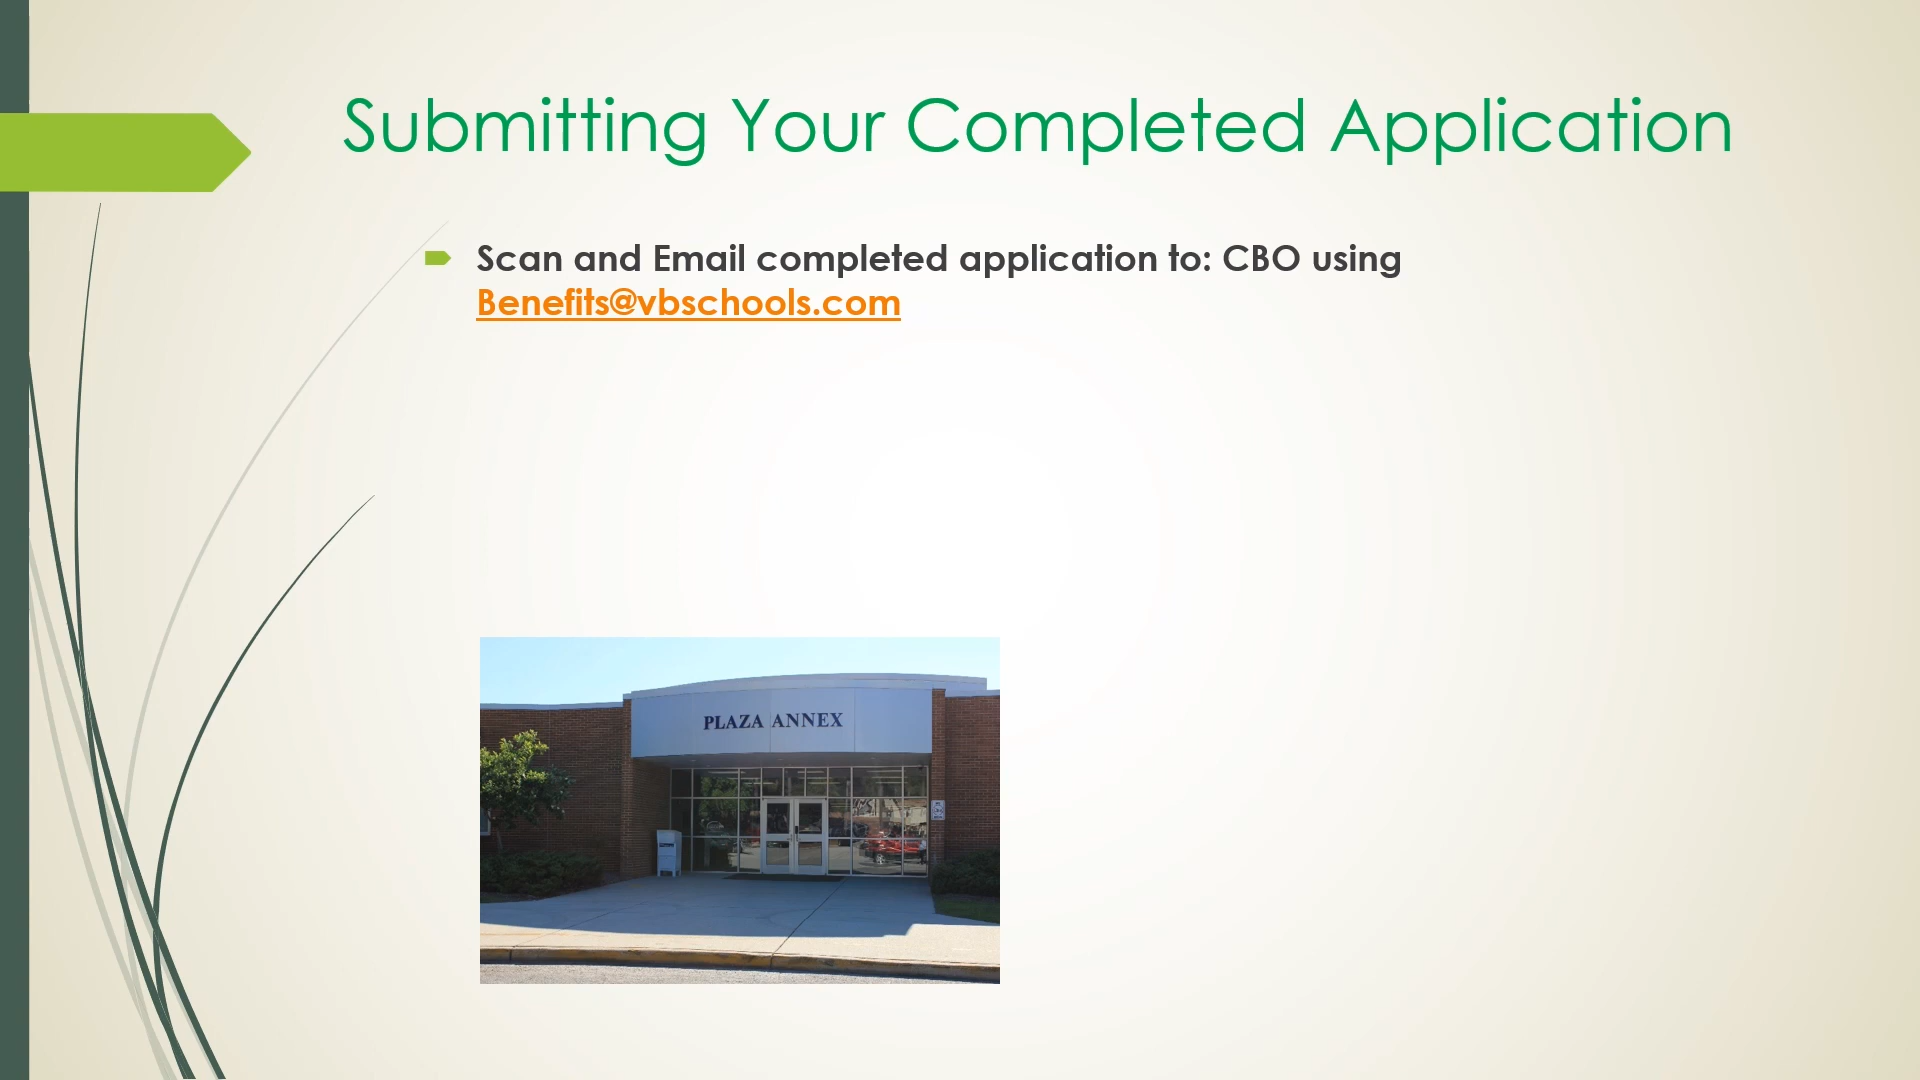 Submitting Your Completed Application
Scan and Email completed application to: CBO using
Benefits@vbschools.com
PLAZA ANNEX